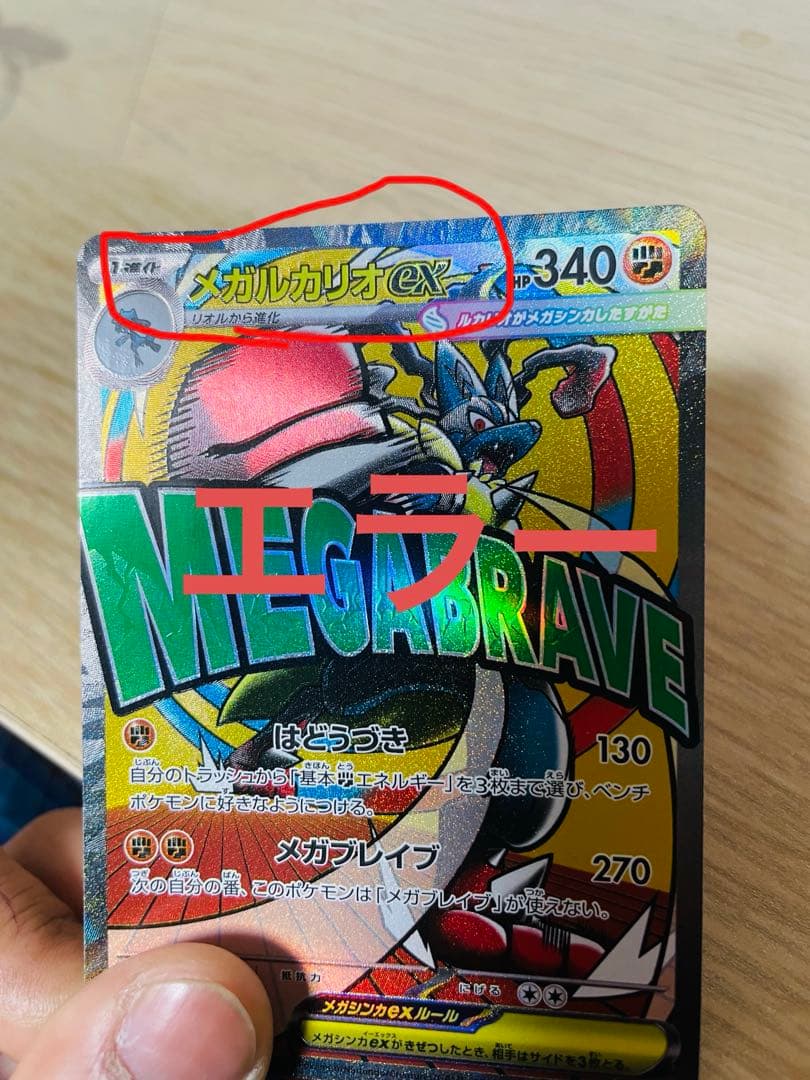 1進化
メガルカリオex
HP340
リオルから進化
ルカリオがメガシンカしたすがた
エラー
MEGABRAVE
はどうづき 130
自分のトラッシュから「基本エネルギー」を3枚まで選び、ベンチ
ポケモンに好きなようにつける。
メガブレイブ 270
次の自分の番、このポケモンは「メガブレイブ」が使えない。
抵抗力
にげる
メガシンカexルール
メガシンカexがきぜつしたとき、相手はサイドを3枚とる。